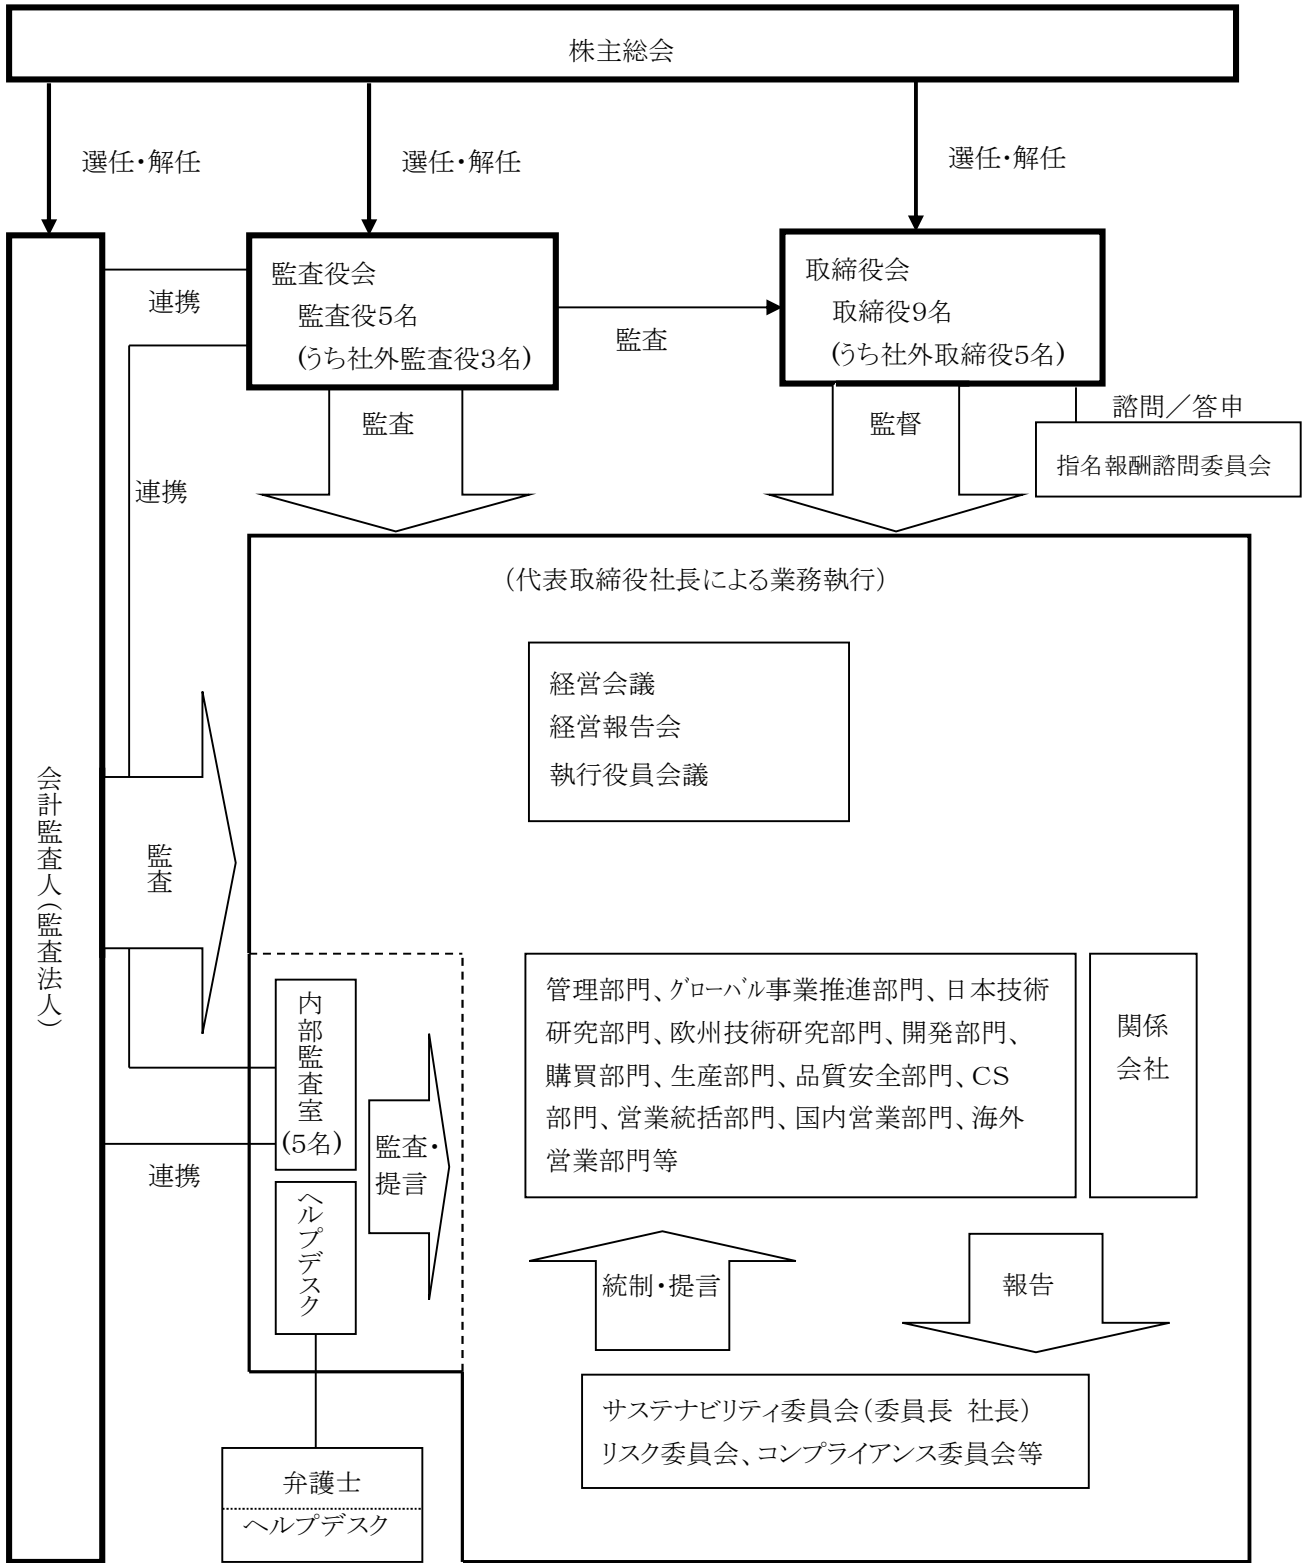 株主総会
選任・解任
選任・解任
選任・解任
監査役会
監査役5名
(うち社外監査役3名)
連携
監査
取締役会
取締役9名
(うち社外取締役5名)
監査
監督
諮問／答申
指名報酬諮問委員会
連携
(代表取締役社長による業務執行)
経営会議
経営報告会
執行役員会議
会計監査人(監査法人)
監査
内部監査室
(5名)
監査・
提言
連携
ヘルプデスク
管理部門、グローバル事業推進部門、日本技術
研究部門、欧州技術研究部門、開発部門、
購買部門、生産部門、品質安全部門、CS
部門、営業統括部門、国内営業部門、海外
営業部門等
関係
会社
統制・提言
報告
サステナビリティ委員会(委員長 社長)
リスク委員会、コンプライアンス委員会等
弁護士
ヘルプデスク